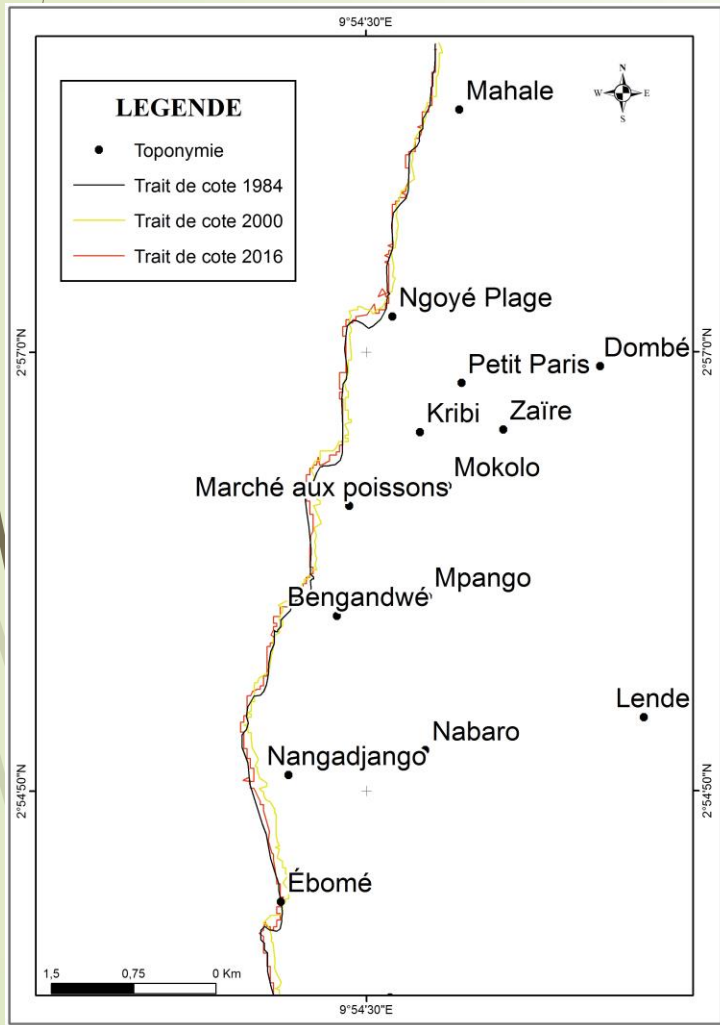 9°54'30"E
N
W E
S
LEGENDE
Toponymie
Trait de cote 1984
Trait de cote 2000
Trait de cote 2016
Mahale
Ngoyé Plage
2°57'0"N
2°57'0"N
Dombé
Petit Paris
Kribi
Zaïre
Mokolo
Marché aux poissons
Mpango
Bengandwé
Lende
Nabaro
Nangadjango
2°54'50"N
2°54'50"N
Ébomé
1,5 0,75 0 Km
9°54'30"E